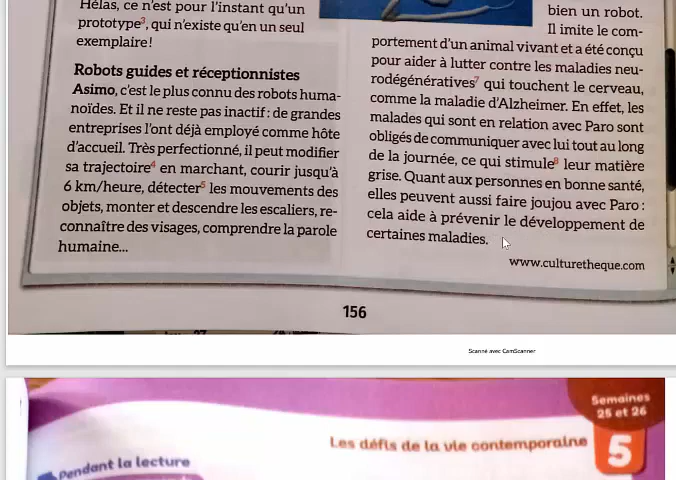 Hélas, ce n'est pour l'instant qu'un
prototype³, qui n'existe qu'en un seul
exemplaire!
Robots guides et réceptionnistes
Asimo, c'est le plus connu des robots huma-
noïdes. Et il ne reste pas inactif : de grandes
entreprises l'ont déjà employé comme hôte
d'accueil. Très perfectionné, il peut modifier
sa trajectoire⁴ en marchant, courir jusqu'à
6 km/heure, détecter⁵ les mouvements des
objets, monter et descendre les escaliers, re-
connaître des visages, comprendre la parole
humaine...
bien un robot.
Il imite le com-
portement d'un animal vivant et a été conçu
pour aider à lutter contre les maladies neu-
rodégénératives⁷ qui touchent le cerveau,
comme la maladie d'Alzheimer. En effet, les
malades qui sont en relation avec Paro sont
obligés de communiquer avec lui tout au long
de la journée, ce qui stimule⁸ leur matière
grise. Quant aux personnes en bonne santé,
elles peuvent aussi faire joujou avec Paro :
cela aide à prévenir le développement de
certaines maladies.
www.culturetheque.com
156
Scanné avec CamScanner
Semaines
25 et 26
Les défis de la vie contemporaine
5
Pendant la lecture